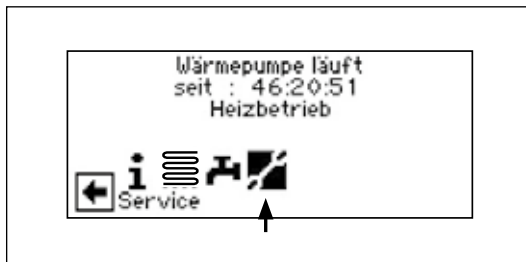 Wärmepumpe läuft
seit : 46:20:51
Heizbetrieb
i
Service